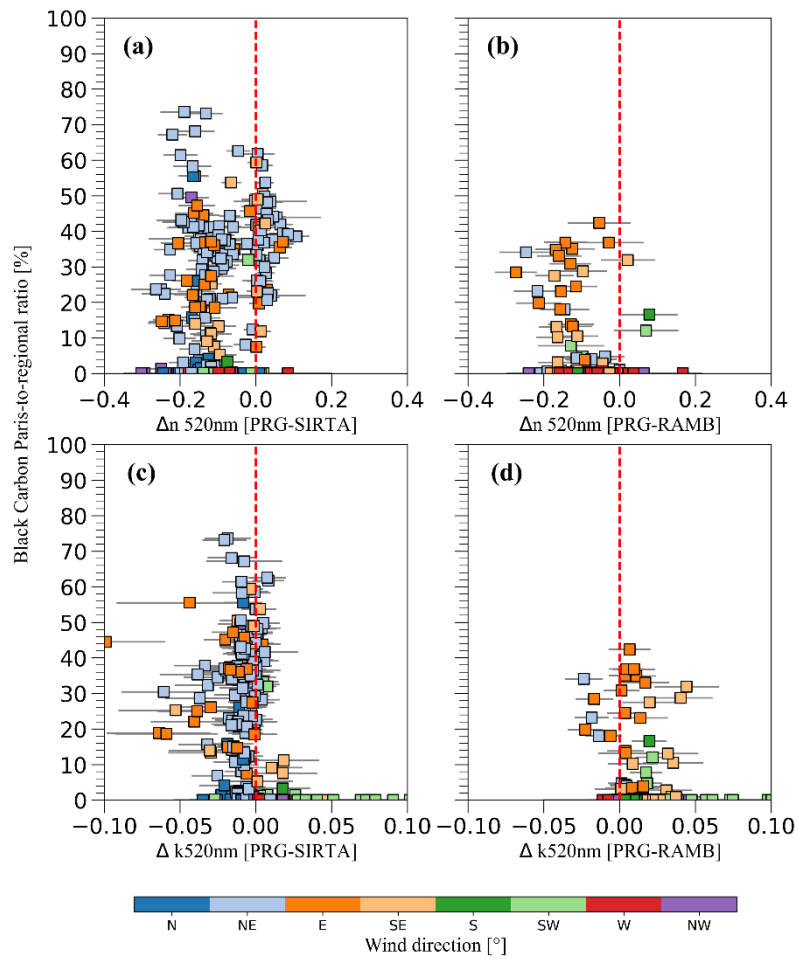 100
90
80
70
60
50
40
30
20
10
0
(a)
−0.4 −0.2 0.0 0.2 0.4
Δn 520nm [PRG-SIRTA]
(b)
−0.4 −0.2 0.0 0.2 0.4
Δn 520nm [PRG-RAMB]
Black Carbon Paris-to-regional ratio [%]
100
90
80
70
60
50
40
30
20
10
0
(c)
−0.10 −0.05 0.00 0.05 0.10
Δ k520nm [PRG-SIRTA]
(d)
−0.10 −0.05 0.00 0.05 0.10
Δ k520nm [PRG-RAMB]
N NE E SE S SW W NW
Wind direction [°]